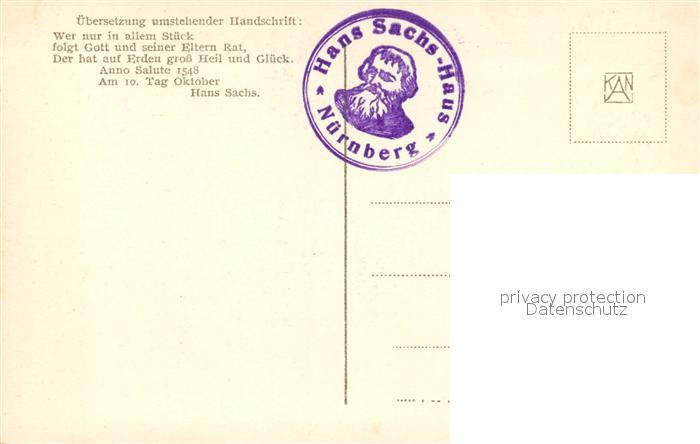 Übersetzung umstehender Handschrift:
Wer nur in allem Stück
folgt Gott und seiner Eltern Rat,
Der hat auf Erden groß Heil und Glück.
Anno Salute 1548
Am 10. Tag Oktober
Hans Sachs.
Hans Sachs-Haus
Nürnberg
KAN
privacy protection
Datenschutz